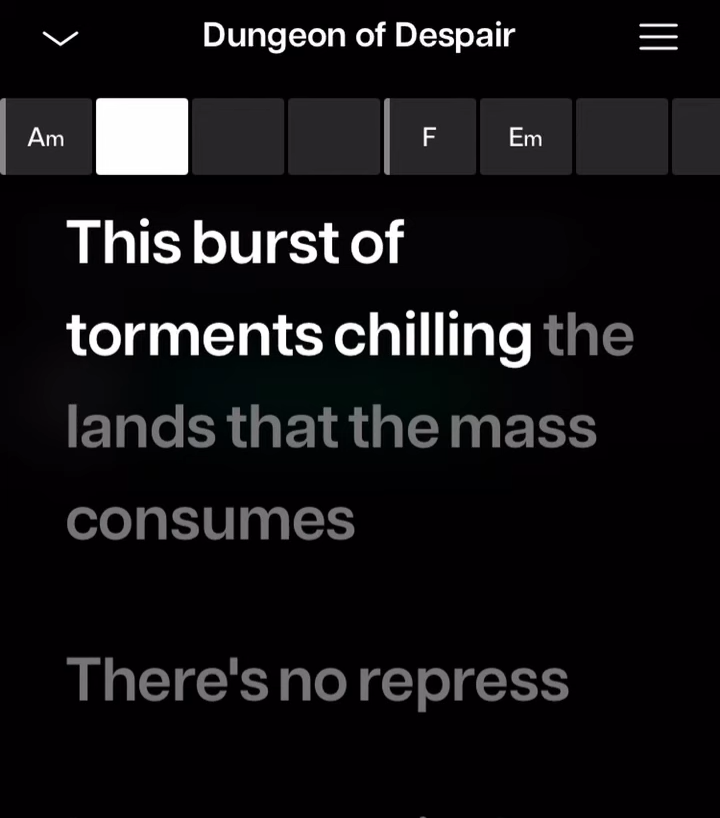 Dungeon of Despair
Am F Em
This burst of
torments chilling the
lands that the mass
consumes
There's no repress